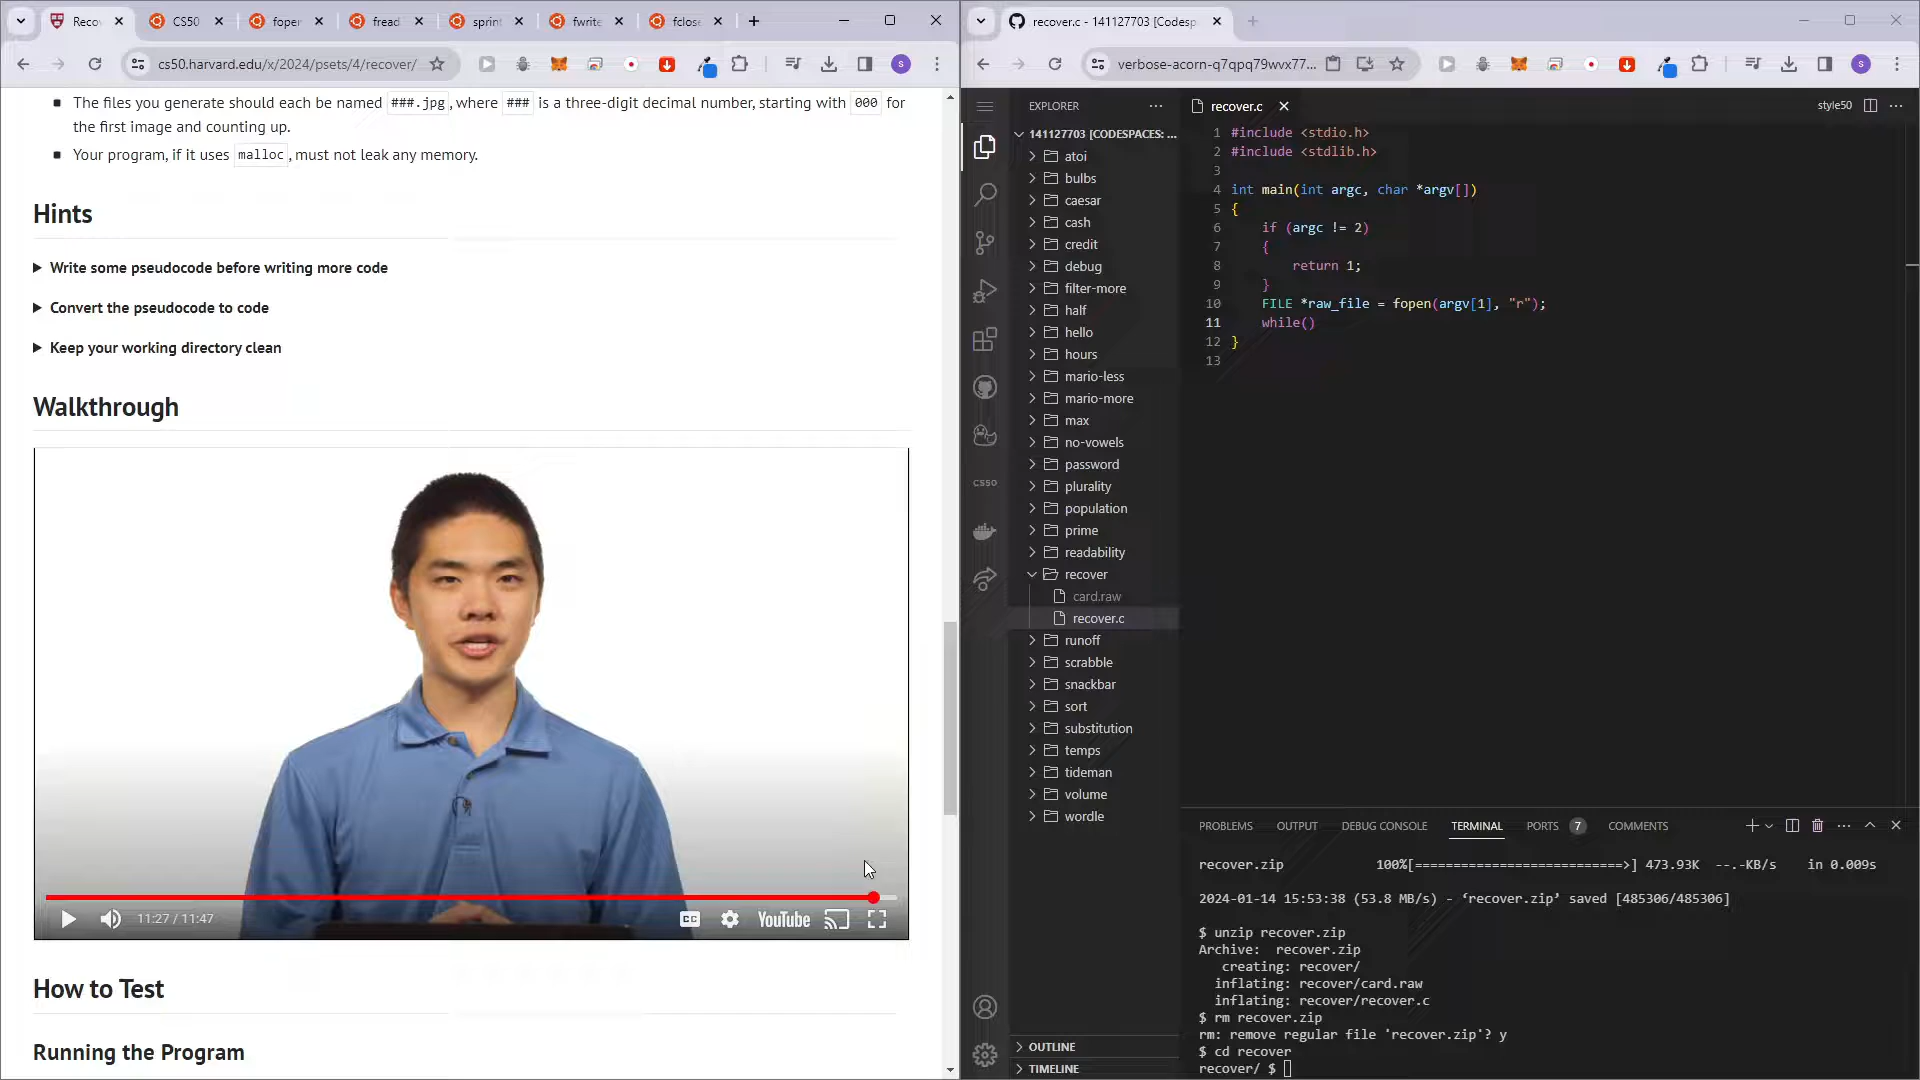 Reco
CS50
foper
fread
sprin
fwrite
fclose
cs50.harvard.edu/x/2024/psets/4/recover/
S
The files you generate should each be named ###.jpg, where ### is a three-digit decimal number, starting with 000 for
the first image and counting up.
Your program, if it uses malloc, must not leak any memory.
Hints
Write some pseudocode before writing more code
Convert the pseudocode to code
Keep your working directory clean
Walkthrough
11:27 / 11:47
CC
YouTube
How to Test
Running the Program
recover.c - 141127703 [Codesp
verbose-acorn-q7qpq79wvx77...
S
EXPLORER
141127703 [CODESPACES: ...
atoi
bulbs
caesar
cash
credit
debug
filter-more
half
hello
hours
mario-less
mario-more
max
no-vowels
password
plurality
population
prime
readability
recover
card.raw
recover.c
runoff
scrabble
snackbar
sort
substitution
temps
tideman
volume
wordle
OUTLINE
TIMELINE
CS50
recover.c
style50
1 #include <stdio.h>
2 #include <stdlib.h>
3
4 int main(int argc, char *argv[])
5 {
6 if (argc != 2)
7 {
8 return 1;
9 }
10 FILE *raw_file = fopen(argv[1], "r");
11 while()
12 }
13
PROBLEMS OUTPUT DEBUG CONSOLE TERMINAL PORTS 7 COMMENTS
recover.zip 100%[===========================>] 473.93K --.-KB/s in 0.009s
2024-01-14 15:53:38 (53.8 MB/s) - ‘recover.zip’ saved [485306/485306]
$ unzip recover.zip
Archive: recover.zip
creating: recover/
inflating: recover/card.raw
inflating: recover/recover.c
$ rm recover.zip
rm: remove regular file 'recover.zip'? y
$ cd recover
recover/ $